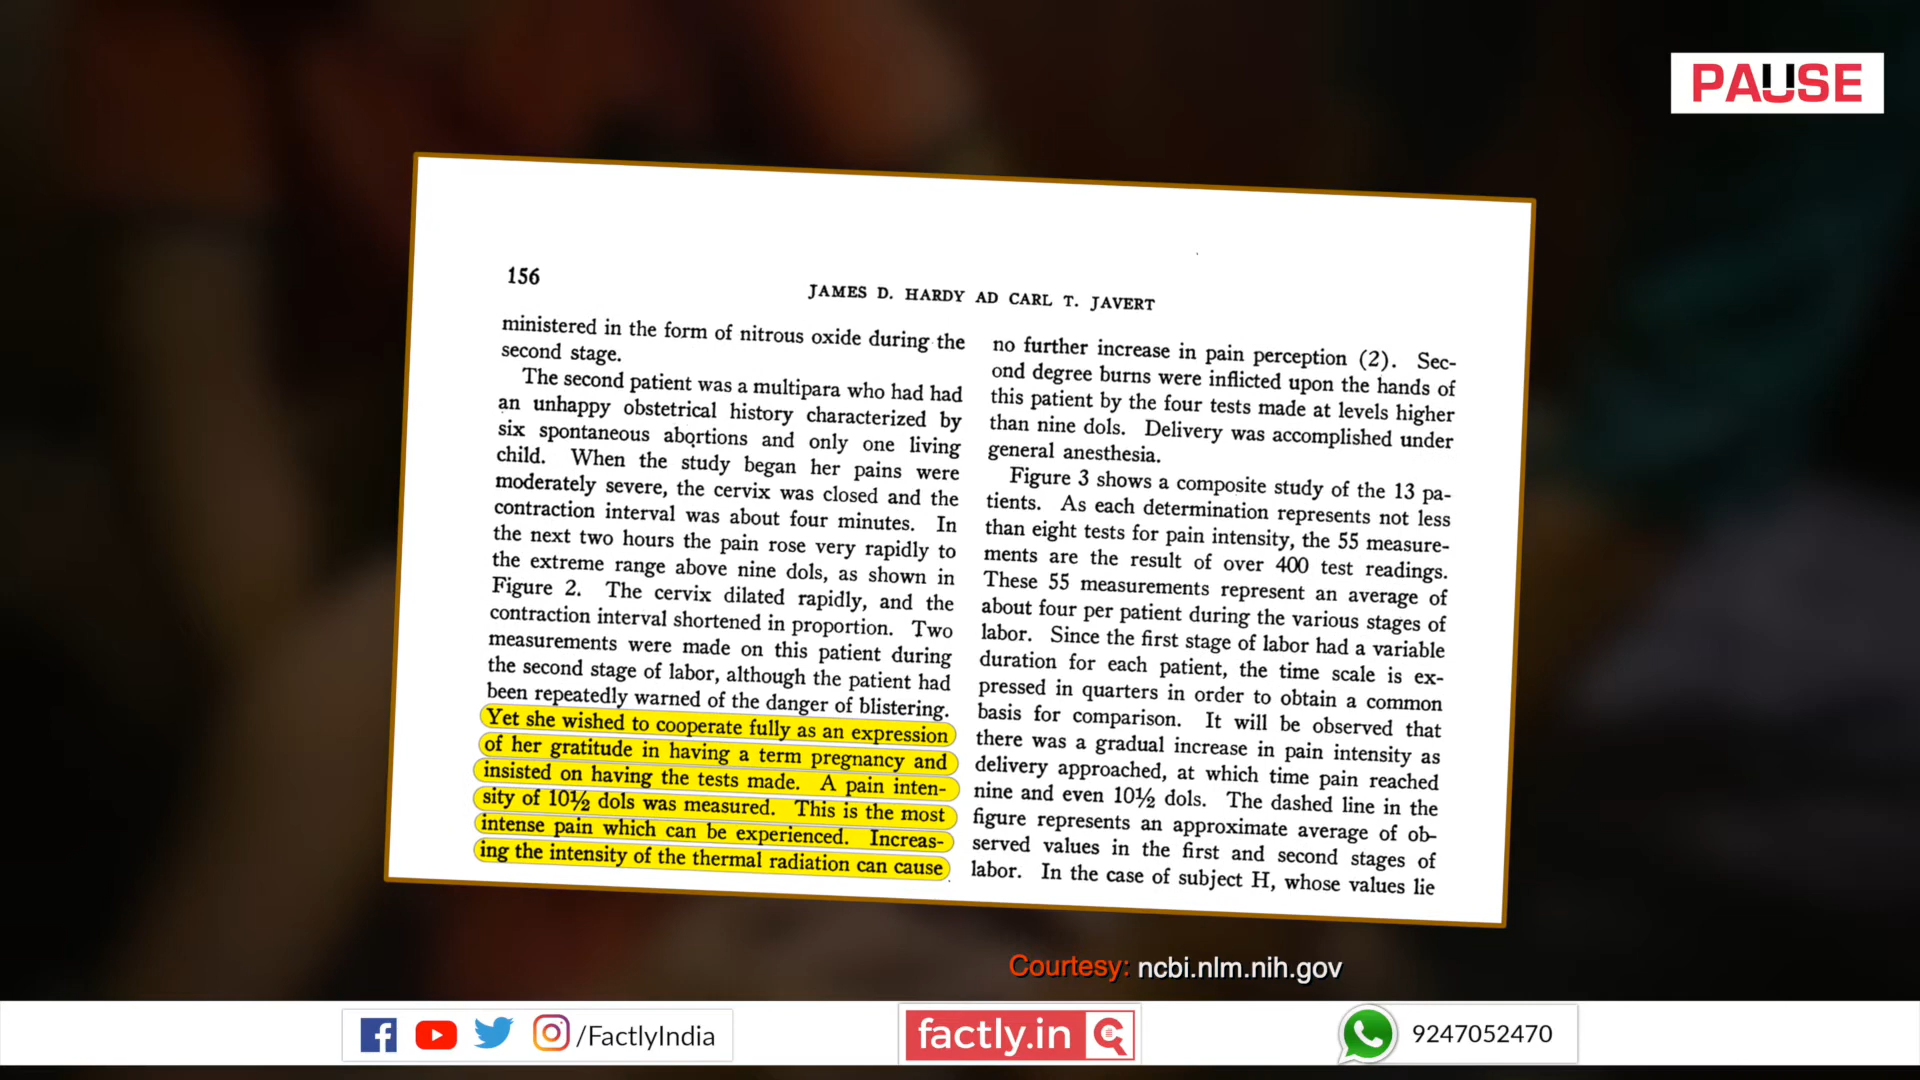 PAUSE
156
JAMES D. HARDY AD CARL T. JAVERT
ministered in the form of nitrous oxide during the
second stage.
The second patient was a multipara who had had
an unhappy obstetrical history characterized by
six spontaneous abortions and only one living
child. When the study began her pains were
moderately severe, the cervix was closed and the
contraction interval was about four minutes. In
the next two hours the pain rose very rapidly to
the extreme range above nine dols, as shown in
Figure 2. The cervix dilated rapidly, and the
contraction interval shortened in proportion. Two
measurements were made on this patient during
the second stage of labor, although the patient had
been repeatedly warned of the danger of blistering.
Yet she wished to cooperate fully as an expression
of her gratitude in having a term pregnancy and
insisted on having the tests made. A pain inten-
sity of 10½ dols was measured. This is the most
intense pain which can be experienced. Increas-
ing the intensity of the thermal radiation can cause
no further increase in pain perception (2). Sec-
ond degree burns were inflicted upon the hands of
this patient by the four tests made at levels higher
than nine dols. Delivery was accomplished under
general anesthesia.
Figure 3 shows a composite study of the 13 pa-
tients. As each determination represents not less
than eight tests for pain intensity, the 55 measure-
ments are the result of over 400 test readings.
These 55 measurements represent an average of
about four per patient during the various stages of
labor. Since the first stage of labor had a variable
duration for each patient, the time scale is ex-
pressed in quarters in order to obtain a common
basis for comparison. It will be observed that
there was a gradual increase in pain intensity as
delivery approached, at which time pain reached
nine and even 10½ dols. The dashed line in the
figure represents an approximate average of ob-
served values in the first and second stages of
labor. In the case of subject H, whose values lie
Courtesy: ncbi.nlm.nih.gov
/FactlyIndia
factly.in
9247052470